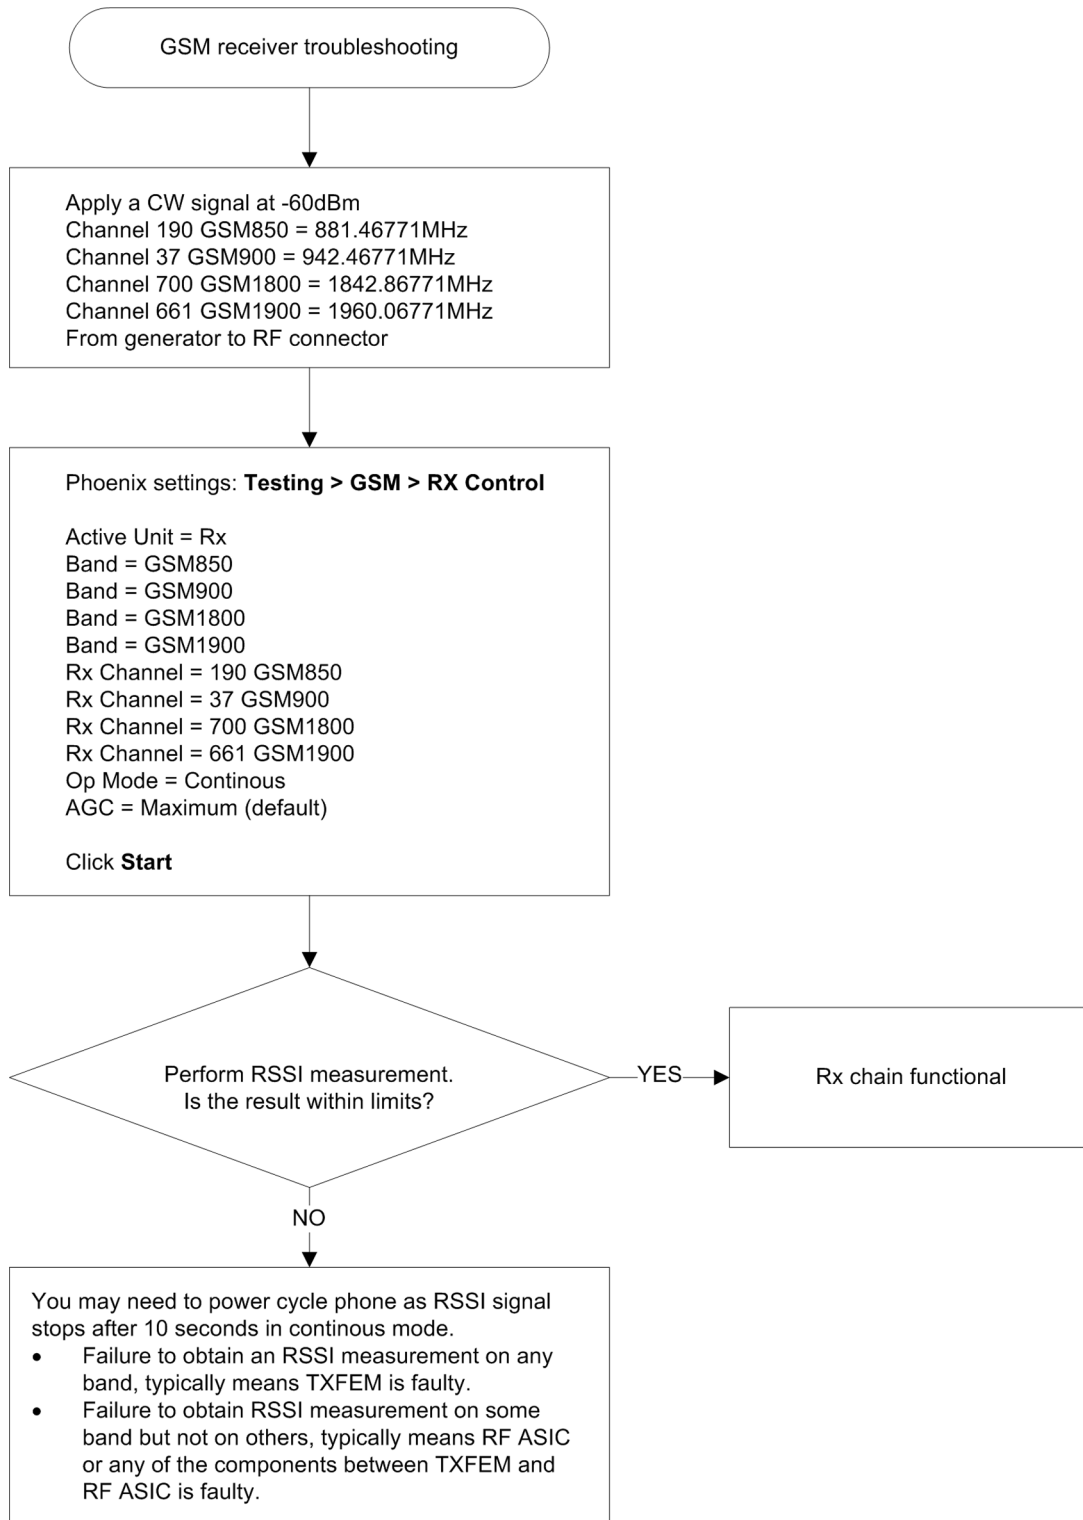 GSM receiver troubleshooting
Apply a CW signal at -60dBm
Channel 190 GSM850 = 881.46771MHz
Channel 37 GSM900 = 942.46771MHz
Channel 700 GSM1800 = 1842.86771MHz
Channel 661 GSM1900 = 1960.06771MHz
From generator to RF connector
Phoenix settings: Testing > GSM > RX Control
Active Unit = Rx
Band = GSM850
Band = GSM900
Band = GSM1800
Band = GSM1900
Rx Channel = 190 GSM850
Rx Channel = 37 GSM900
Rx Channel = 700 GSM1800
Rx Channel = 661 GSM1900
Op Mode = Continous
AGC = Maximum (default)
Click Start
Perform RSSI measurement.
Is the result within limits?
YES
Rx chain functional
NO
You may need to power cycle phone as RSSI signal
stops after 10 seconds in continous mode.
• Failure to obtain an RSSI measurement on any
band, typically means TXFEM is faulty.
• Failure to obtain RSSI measurement on some
band but not on others, typically means RF ASIC
or any of the components between TXFEM and
RF ASIC is faulty.